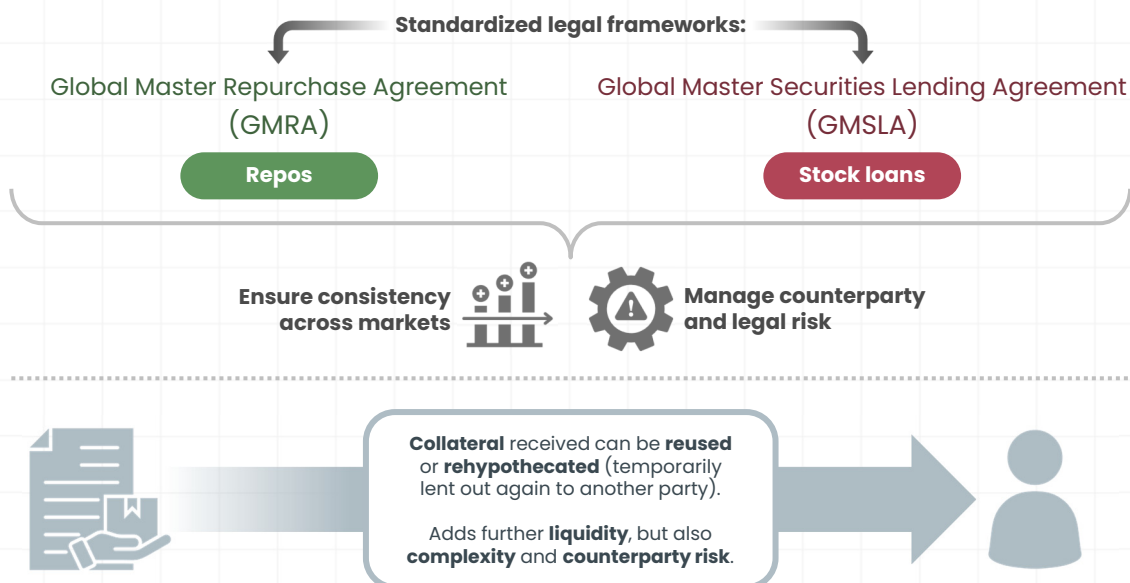 Standardized legal frameworks:
Global Master Repurchase Agreement
(GMRA)
Repos
Global Master Securities Lending Agreement
(GMSLA)
Stock loans
Ensure consistency
across markets
Manage counterparty
and legal risk
Collateral received can be reused
or rehypothecated (temporarily
lent out again to another party).
Adds further liquidity, but also
complexity and counterparty risk.